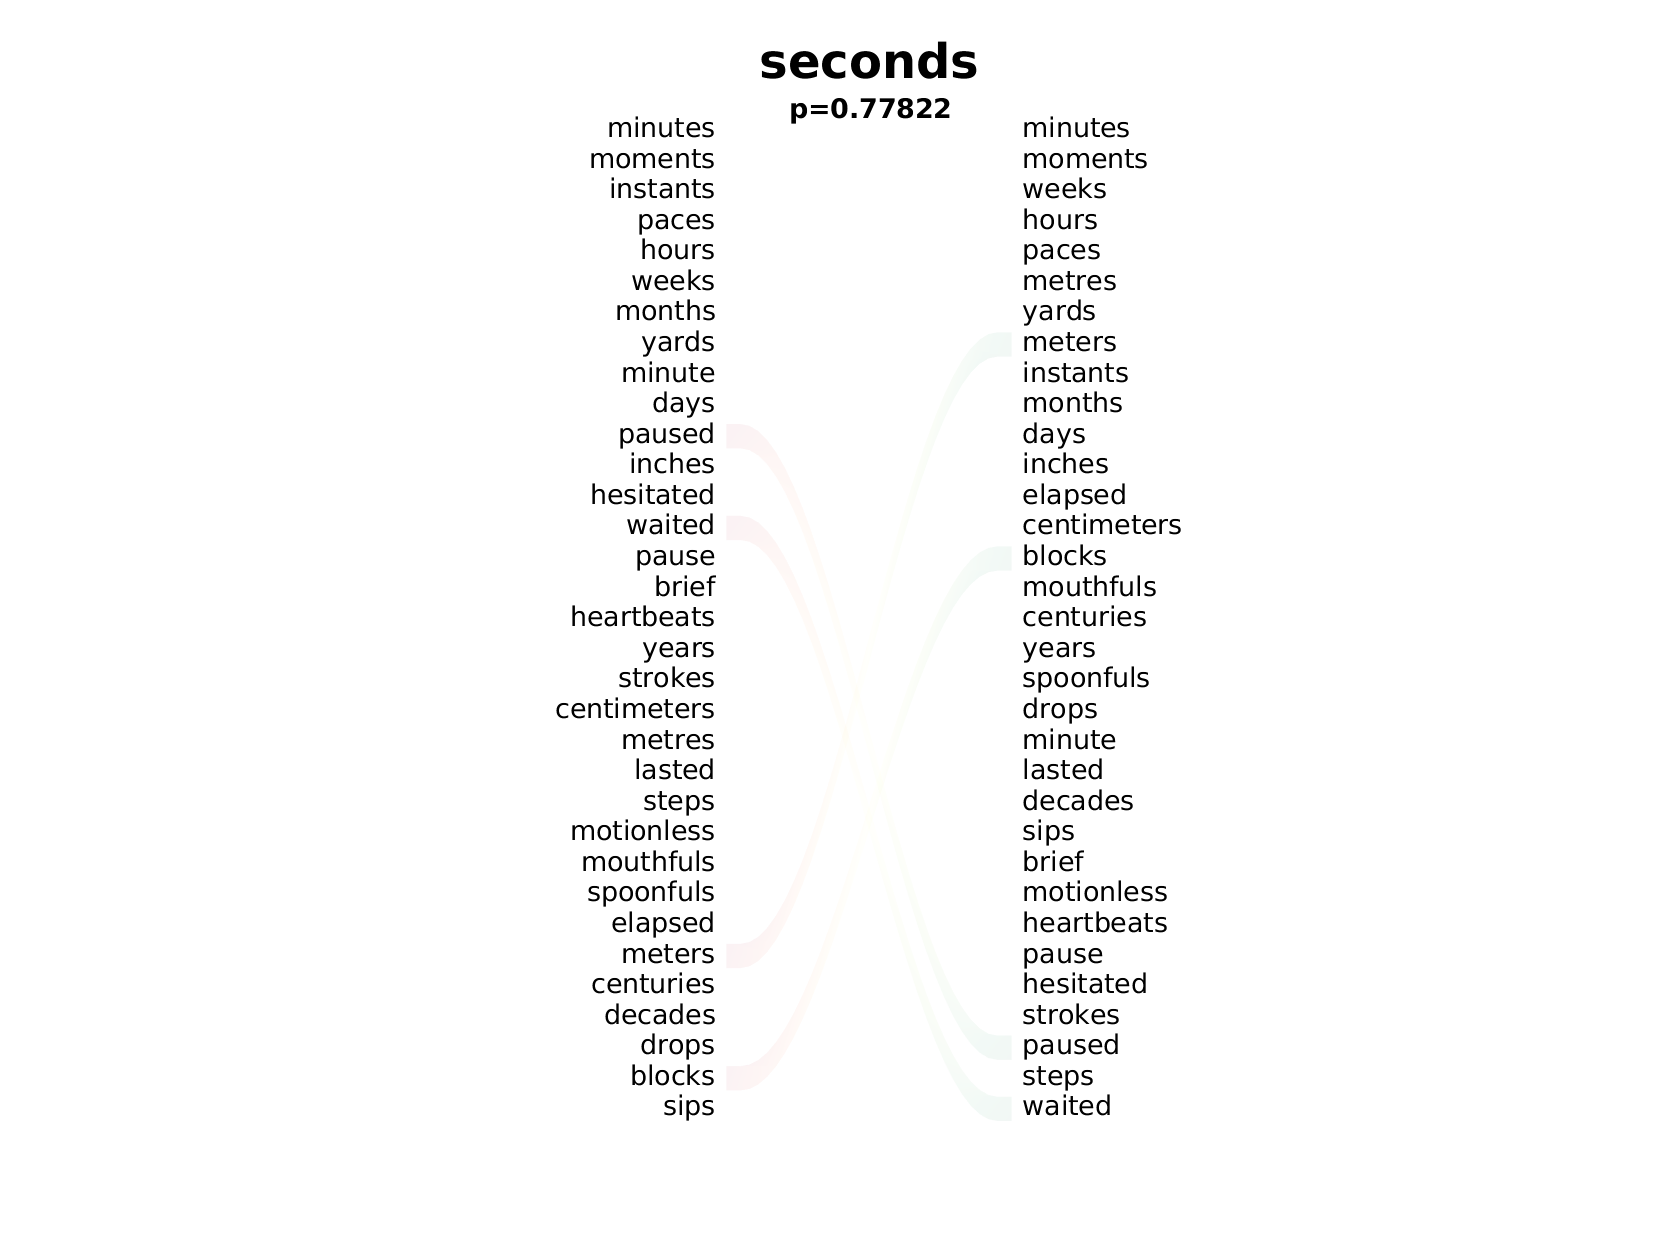 seconds
p=0.77822
minutes
moments
instants
paces
hours
weeks
months
yards
minute
days
paused
inches
hesitated
waited
pause
brief
heartbeats
years
strokes
centimeters
metres
lasted
steps
motionless
mouthfuls
spoonfuls
elapsed
meters
centuries
decades
drops
blocks
sips
minutes
moments
weeks
hours
paces
metres
yards
meters
instants
months
days
inches
elapsed
centimeters
blocks
mouthfuls
centuries
years
spoonfuls
drops
minute
lasted
decades
sips
brief
motionless
heartbeats
pause
hesitated
strokes
paused
steps
waited